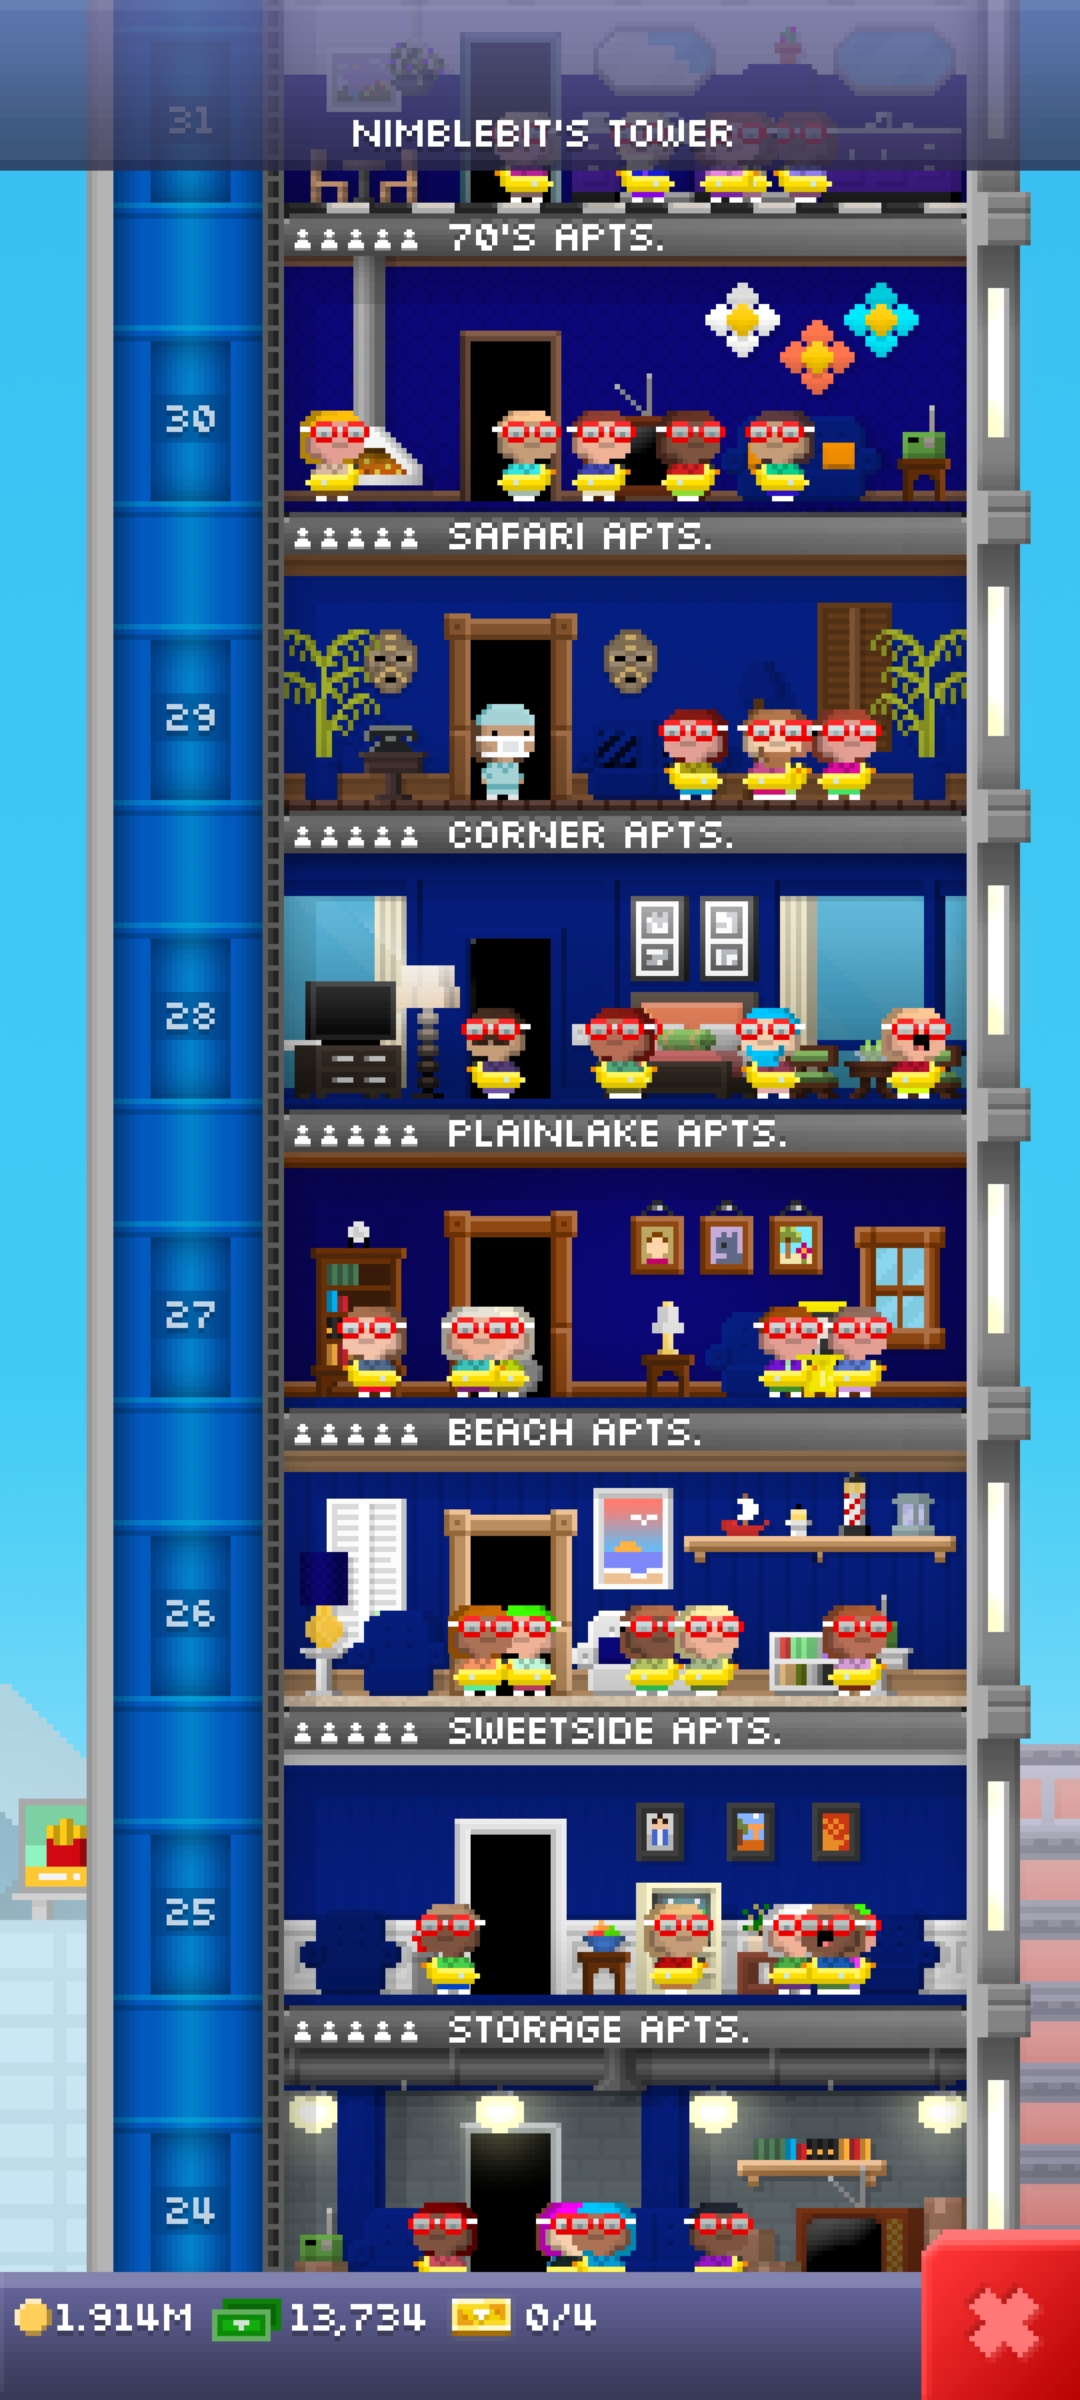 31
NIMBLEBIT'S TOWER
70'S APTS.
30
SAFARI APTS.
29
CORNER APTS.
28
PLAINLAKE APTS.
27
BEACH APTS.
26
SWEETSIDE APTS.
25
STORAGE APTS.
24
1.914M 13,734 0/4